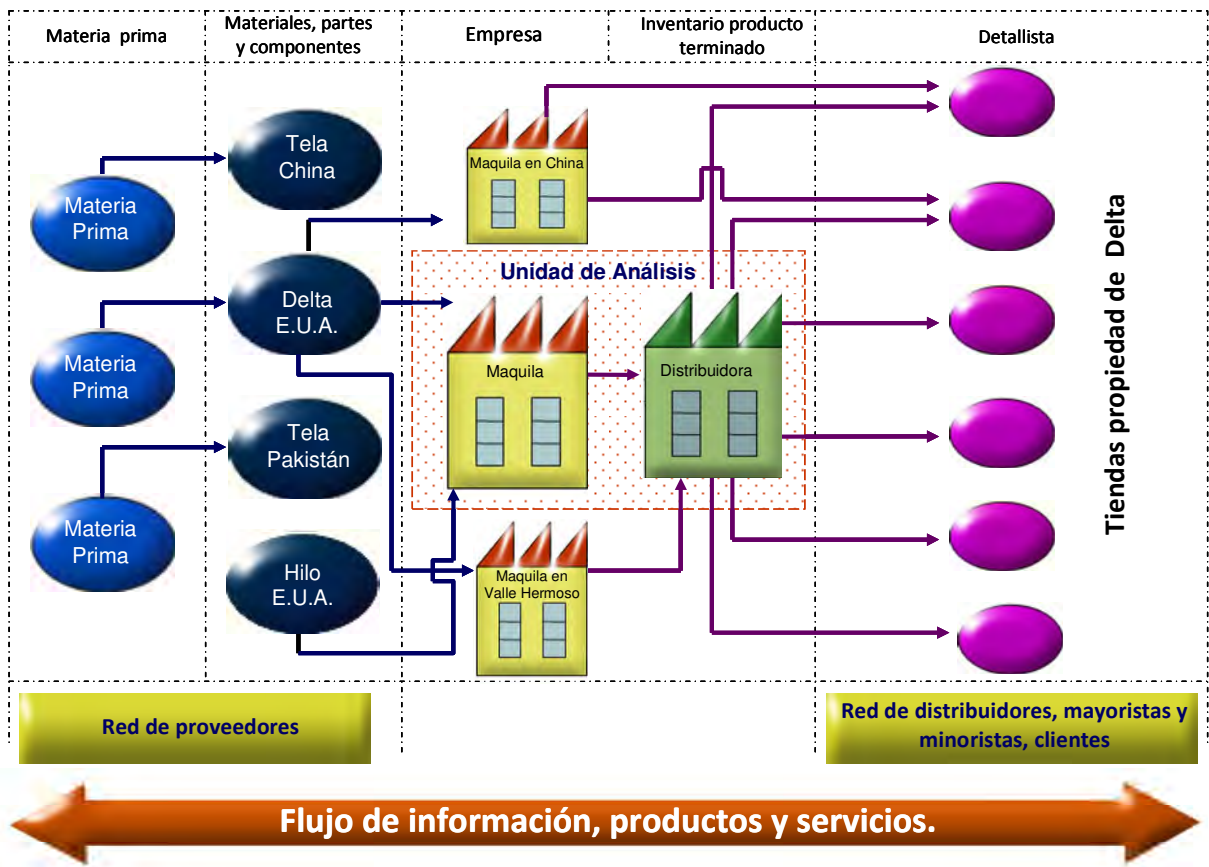 Materia prima
Materiales, partes
y componentes
Empresa
Inventario producto
terminado
Detallista
Tela
China
Maquila en China
Materia
Prima
Unidad de Análisis
Delta
E.U.A.
Materia
Prima
Maquila
Distribuidora
Tela
Pakistán
Materia
Prima
Hilo
E.U.A.
Maquila en
Valle Hermoso
Tiendas propiedad de Delta
Red de proveedores
Red de distribuidores, mayoristas y
minoristas, clientes
Flujo de información, productos y servicios.